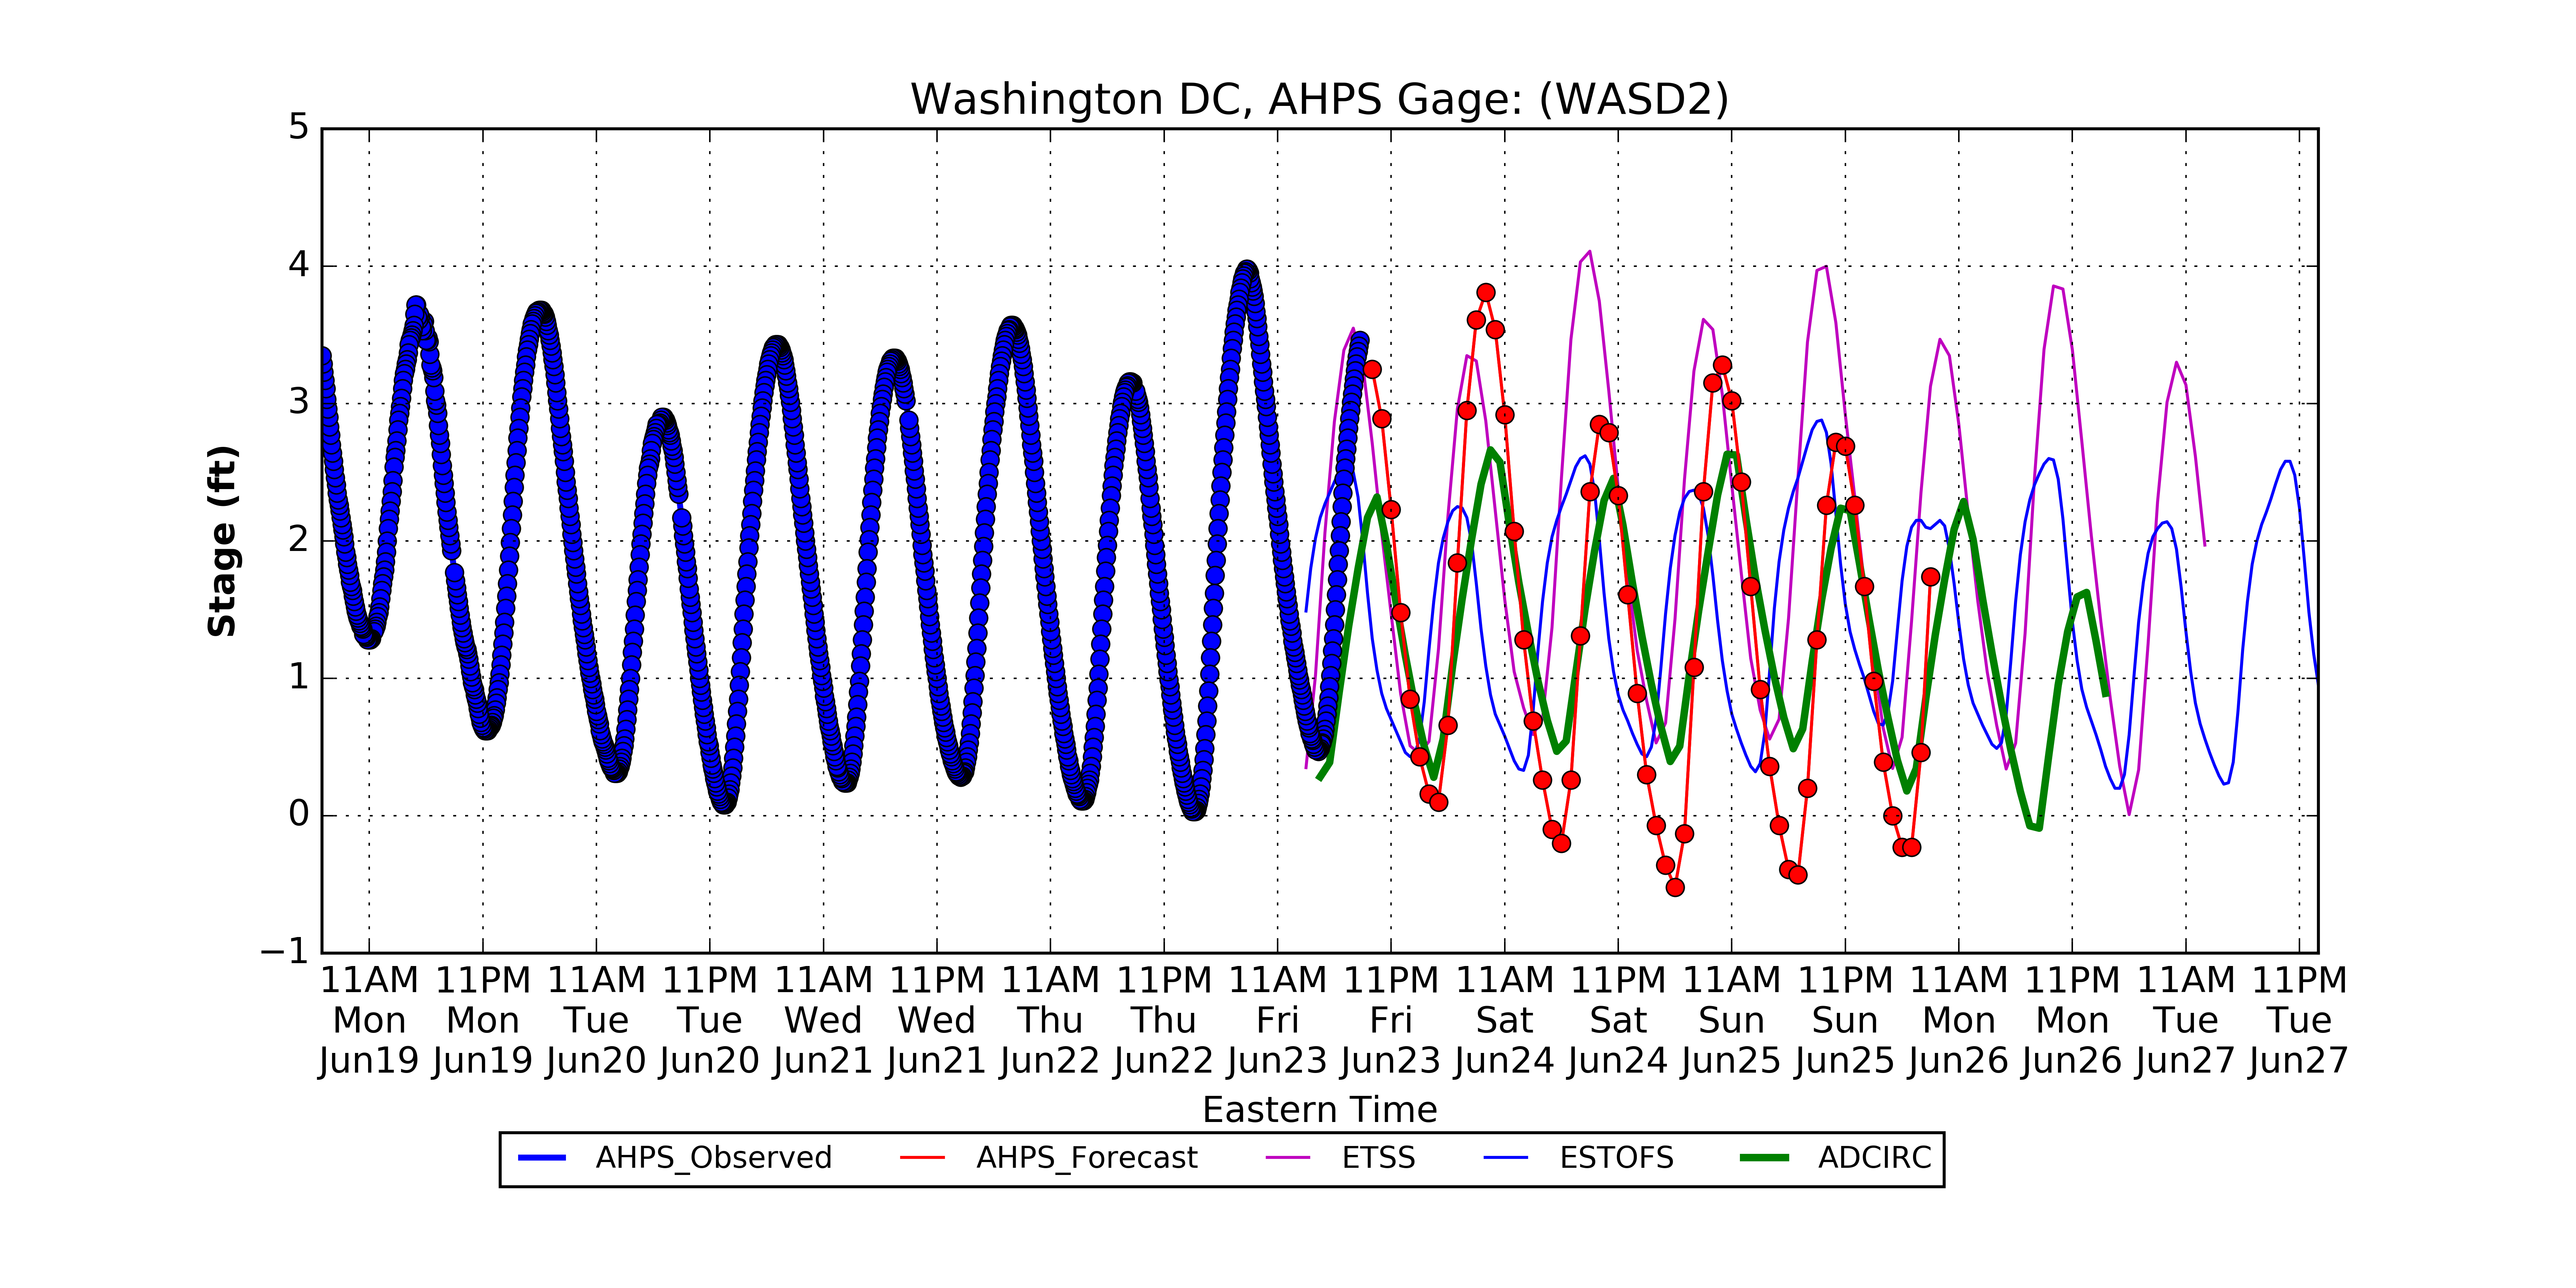 Washington DC, AHPS Gage: (WASD2)
5
4
3
2
1
0
−1
Stage (ft)
11AM 11PM 11AM 11PM 11AM 11PM 11AM 11PM 11AM 11PM 11AM 11PM 11AM 11PM 11AM 11PM 11AM 11PM
Mon Mon Tue Tue Wed Wed Thu Thu Fri Fri Sat Sat Sun Sun Mon Mon Tue Tue
Jun19 Jun19 Jun20 Jun20 Jun21 Jun21 Jun22 Jun22 Jun23 Jun23 Jun24 Jun24 Jun25 Jun25 Jun26 Jun26 Jun27 Jun27
Eastern Time
AHPS_Observed AHPS_Forecast ETSS ESTOFS ADCIRC